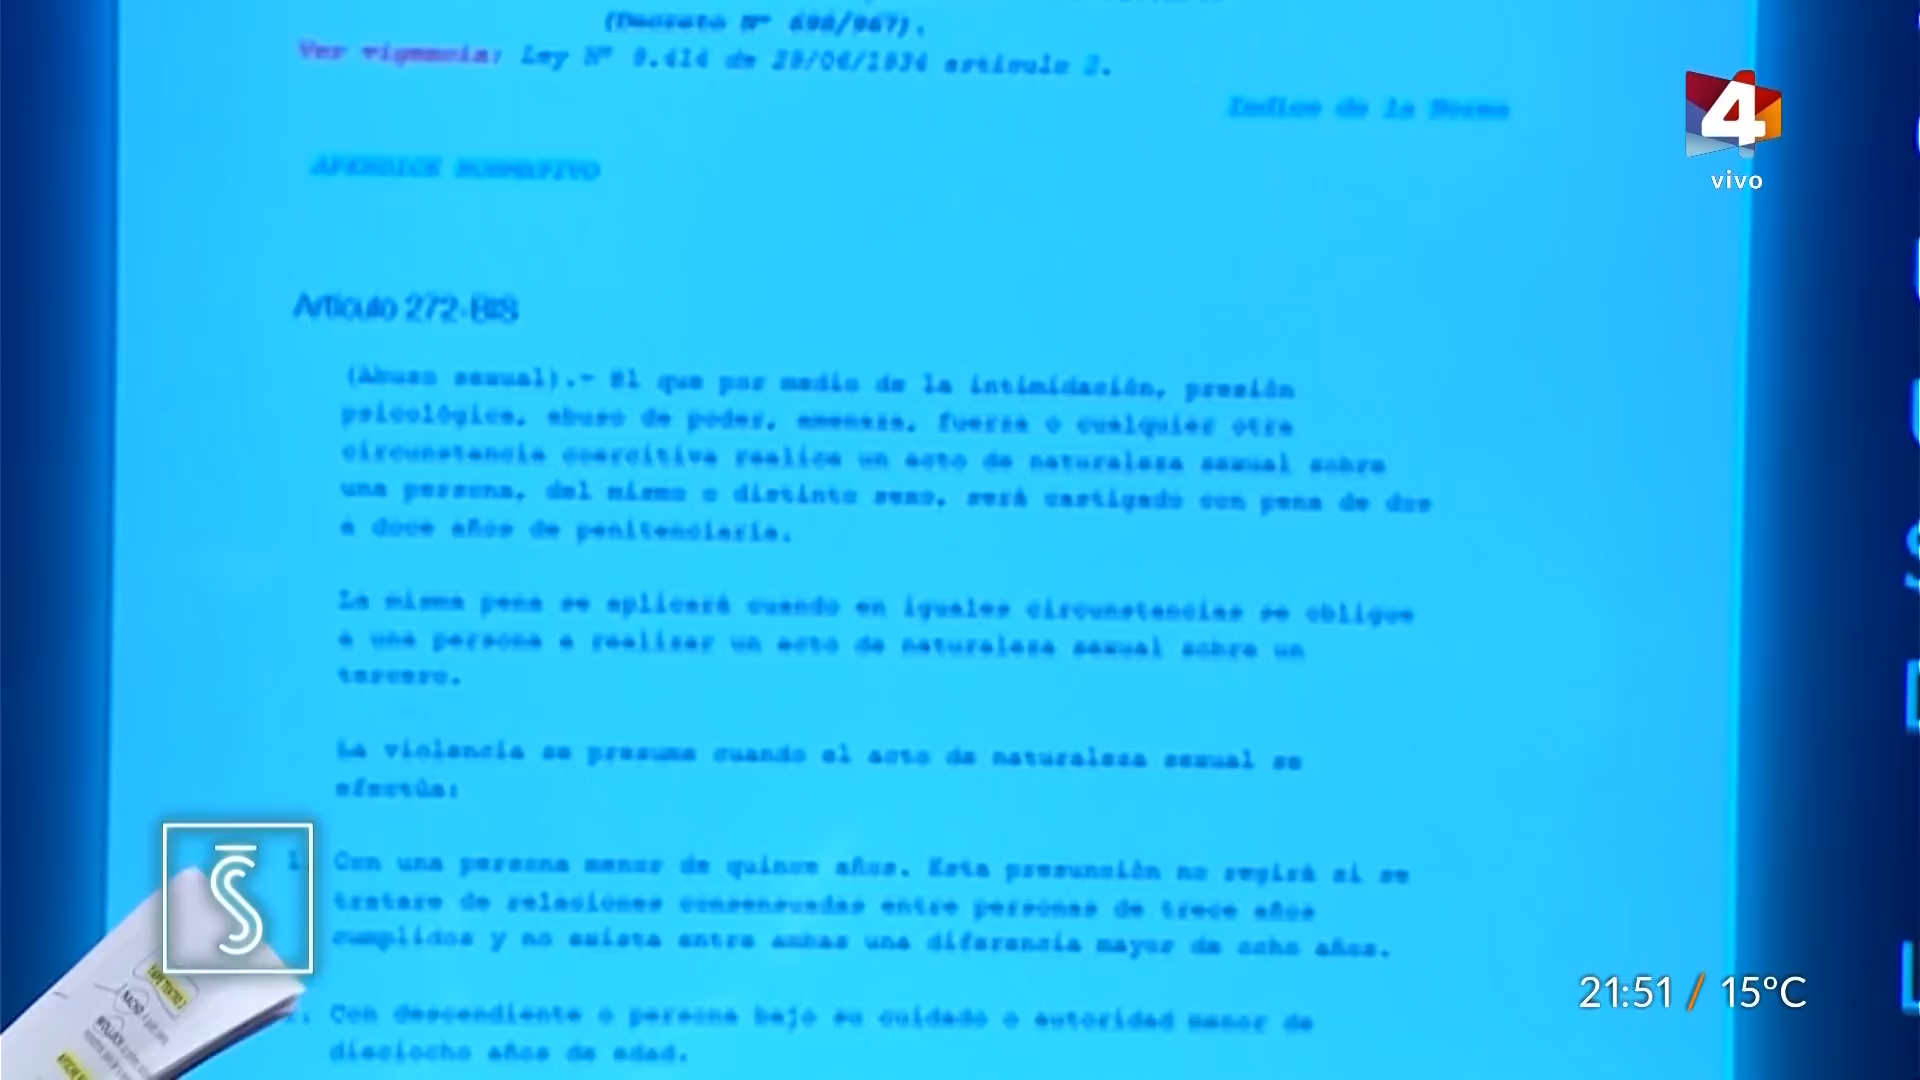 (Decreto Nº 698/967).
Ver vigencia: Ley Nº 9.414 de 29/06/1934 artículo 2.
Indice de la Norma
APENDICE NORMATIVO
4
vivo
Artículo 272-BIS
(Abuso sexual).- El que por medio de la intimidación, presión
psicológica, abuso de poder, amenaza, fuerza o cualquier otra
circunstancia coercitiva realice un acto de naturaleza sexual sobre
una persona, del mismo o distinto sexo, será castigado con pena de dos
a doce años de penitenciaría.
La misma pena se aplicará cuando en iguales circunstancias se obligue
a una persona a realizar un acto de naturaleza sexual sobre un
tercero.
La violencia se presume cuando el acto de naturaleza sexual se
efectúa:
1. Con una persona menor de quince años. Esta presunción no regirá si se
tratare de relaciones consensuadas entre personas de trece años
cumplidos y no exista entre ambas una diferencia mayor de ocho años.
Con descendiente o persona bajo su cuidado o autoridad menor de
dieciocho años de edad.
S
NACHO
21:51 / 15°C